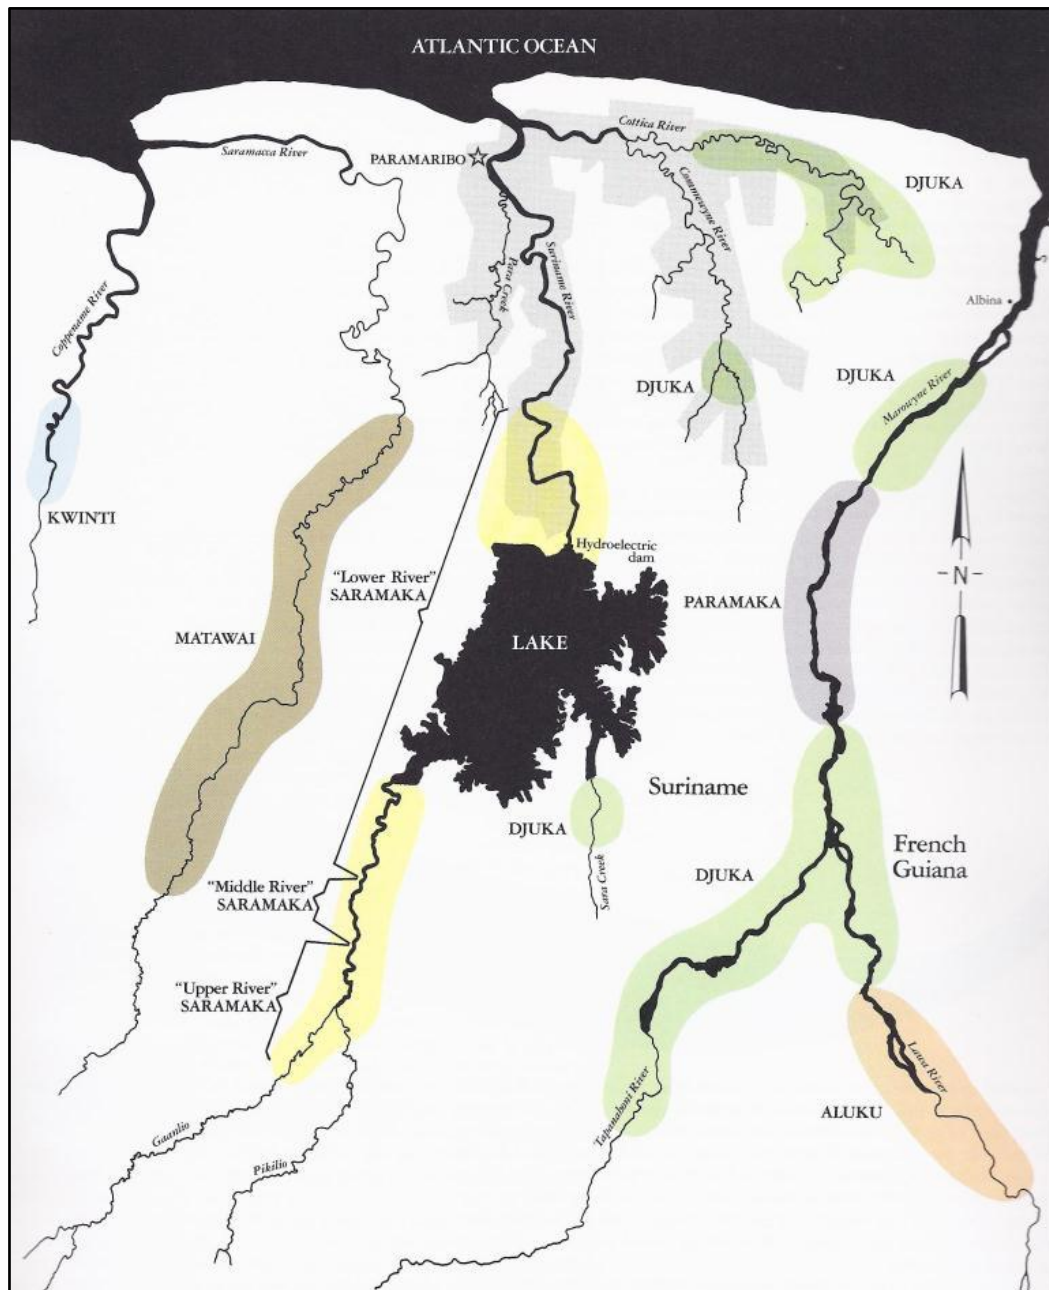 ATLANTIC OCEAN
Saramacca River
PARAMARIBO
Cottica River
Commewyne River
DJUKA
Coppename River
Para Creek
Suriname River
Albina
DJUKA
DJUKA
Marowyne River
KWINTI
"Lower River"
SARAMAKA
Hydroelectric
dam
N
PARAMAKA
MATAWAI
LAKE
Suriname
DJUKA
Sara Creek
French
Guiana
DJUKA
"Middle River"
SARAMAKA
"Upper River"
SARAMAKA
Lawa River
Tapanahoni River
ALUKU
Gaanlio
Pikilio